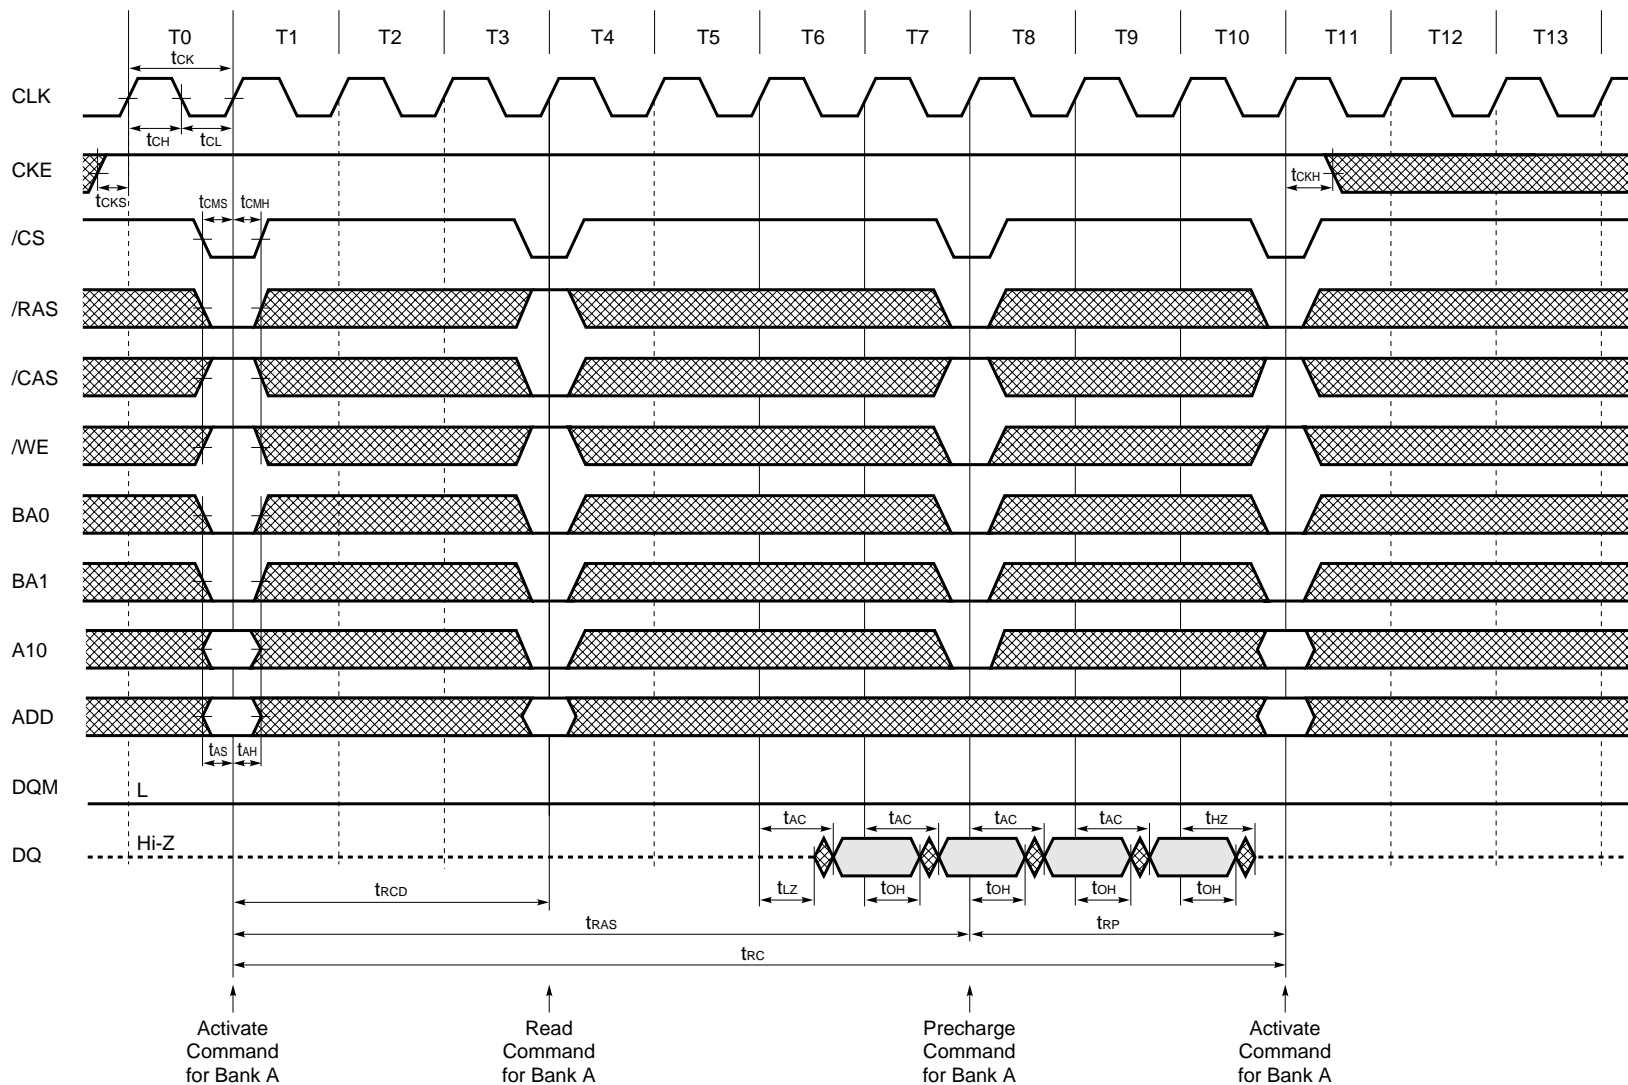 T0 T1 T2 T3 T4 T5 T6 T7 T8 T9 T10 T11 T12 T13
tCK
CLK
tCH tCL
CKE
tCKS tCMS tCMH tCKH
/CS
/RAS
/CAS
/WE
BA0
BA1
A10
ADD
tAS tAH
DQM L
tAC tAC tAC tAC tHZ
DQ Hi-Z
tLZ tOH tOH tOH tOH
tRCD
tRAS tRP
tRC
Activate
Command
for Bank A
Read
Command
for Bank A
Precharge
Command
for Bank A
Activate
Command
for Bank A